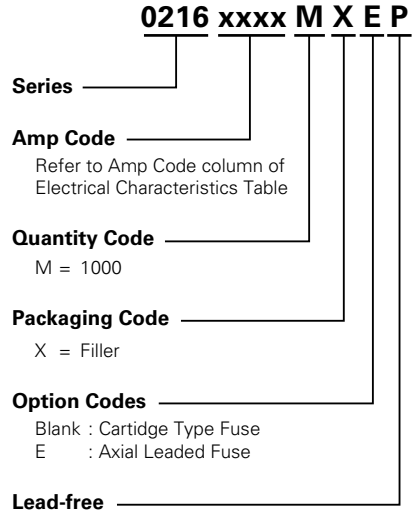 0216 xxxx M X E P
Series
Amp Code
Refer to Amp Code column of
Electrical Characteristics Table
Quantity Code
M = 1000
Packaging Code
X = Filler
Option Codes
Blank : Cartidge Type Fuse
E : Axial Leaded Fuse
Lead-free